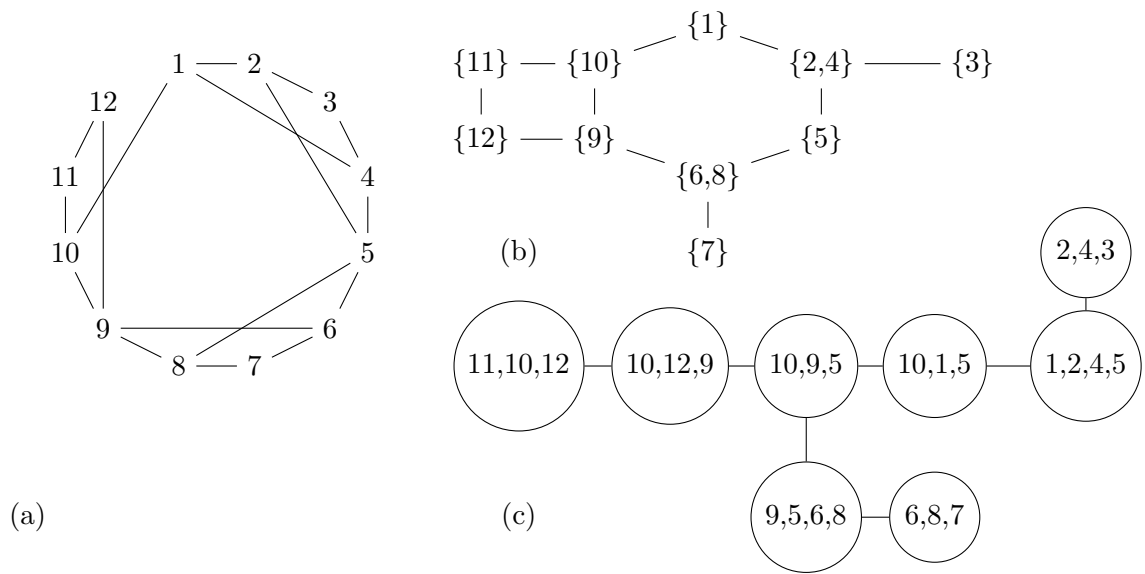 1 2
12 3
11 4
10 5
9 6
8 7
(a)
{1}
{11} {10} {2,4} {3}
{12} {9} {5}
{6,8}
(b) {7}
2,4,3
11,10,12 10,12,9 10,9,5 10,1,5 1,2,4,5
(c) 9,5,6,8 6,8,7